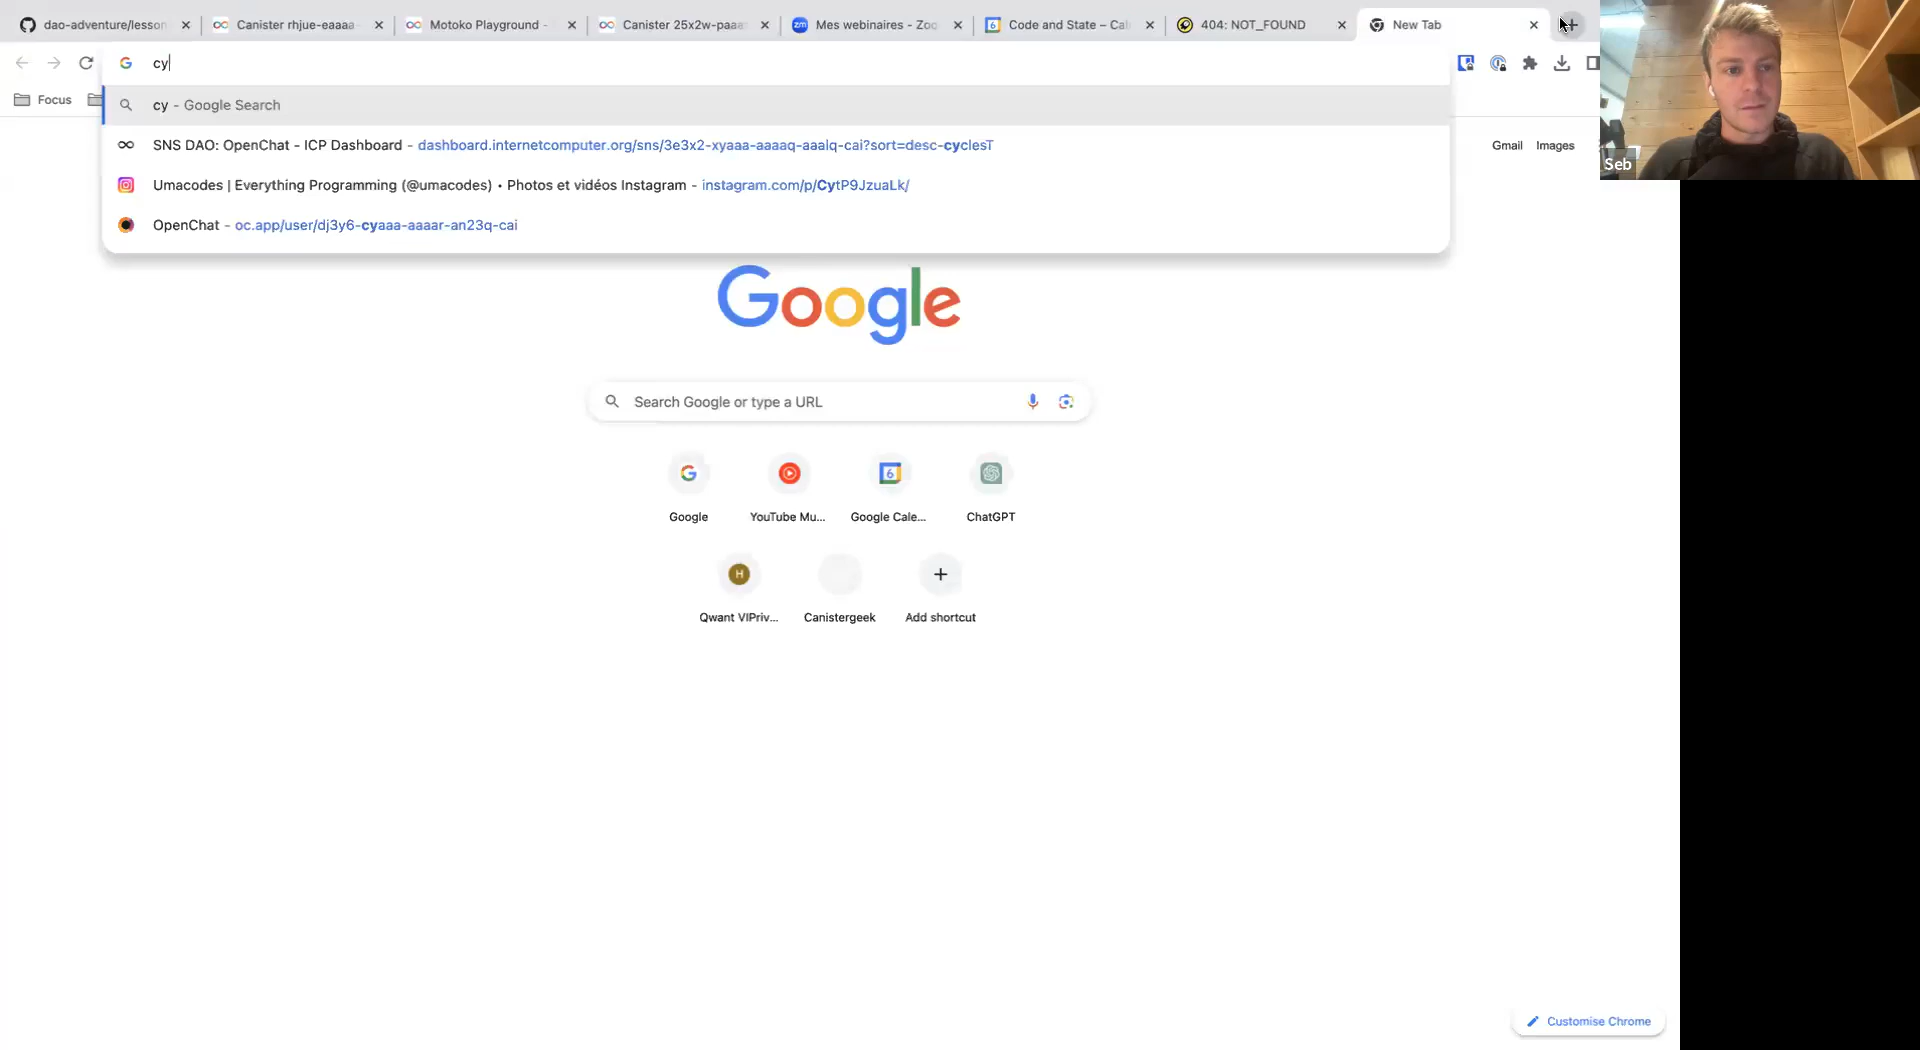 dao-adventure/lesson
Canister rhjue-eaaaa-
Motoko Playground -
Canister 25x2w-paaa
zm Mes webinaires - Zoo
6 Code and State – Cal
404: NOT_FOUND
New Tab
cy
Focus
cy - Google Search
SNS DAO: OpenChat - ICP Dashboard - dashboard.internetcomputer.org/sns/3e3x2-xyaaa-aaaaq-aaalq-cai?sort=desc-cyclesT
Umacodes | Everything Programming (@umacodes) • Photos et vidéos Instagram - instagram.com/p/CytP9JzuaLk/
OpenChat - oc.app/user/dj3y6-cyaaa-aaaar-an23q-cai
Gmail Images
Seb
Google
Search Google or type a URL
6
Google YouTube Mu... Google Cale... ChatGPT
H
Qwant VIPriv... Canistergeek Add shortcut
Customise Chrome